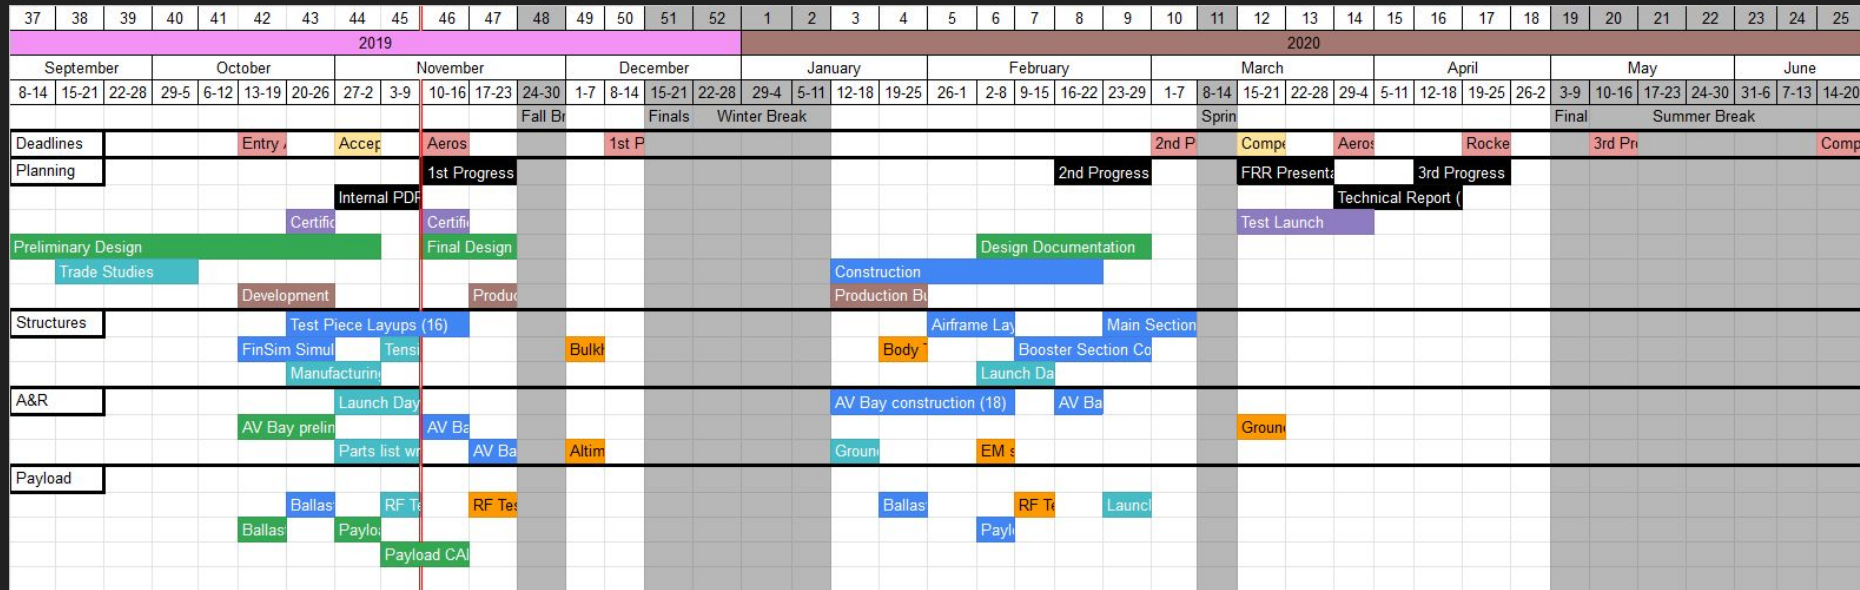 37 38 39 40 41 42 43 44 45 46 47 48 49 50 51 52 1 2 3 4 5 6 7 8 9 10 11 12 13 14 15 16 17 18 19 20 21 22 23 24 25
2019 2020
September October November December January February March April May June
8-14 15-21 22-28 29-5 6-12 13-19 20-26 27-2 3-9 10-16 17-23 24-30 1-7 8-14 15-21 22-28 29-4 5-11 12-18 19-25 26-1 2-8 9-15 16-22 23-29 1-7 8-14 15-21 22-28 29-4 5-11 12-18 19-25 26-2 3-9 10-16 17-23 24-30 31-6 7-13 14-20
Fall Br Finals Winter Break Sprin Final Summer Break
Deadlines Entry Accep Aeros 1st P 2nd P Compe Aeros Rocke 3rd Pr Comp
Planning 1st Progress 2nd Progress FRR Presenta 3rd Progress
Internal PDR Technical Report (
Certific Certific Test Launch
Preliminary Design Final Design Design Documentation
Trade Studies Construction
Development Produc Production Bu
Structures Test Piece Layups (16) Airframe Lay Main Section
FinSim Simul Tensi Bulkh Body Booster Section Co
Manufacturing Launch Da
A&R Launch Day AV Bay construction (18) AV Ba
AV Bay prelim AV Ba Groun
Parts list wr AV Ba Altim Groun EM s
Payload
Ballas RF Te RF Tes Ballas RF Te Launcl
Ballas Payloa Paylo
Payload CAI